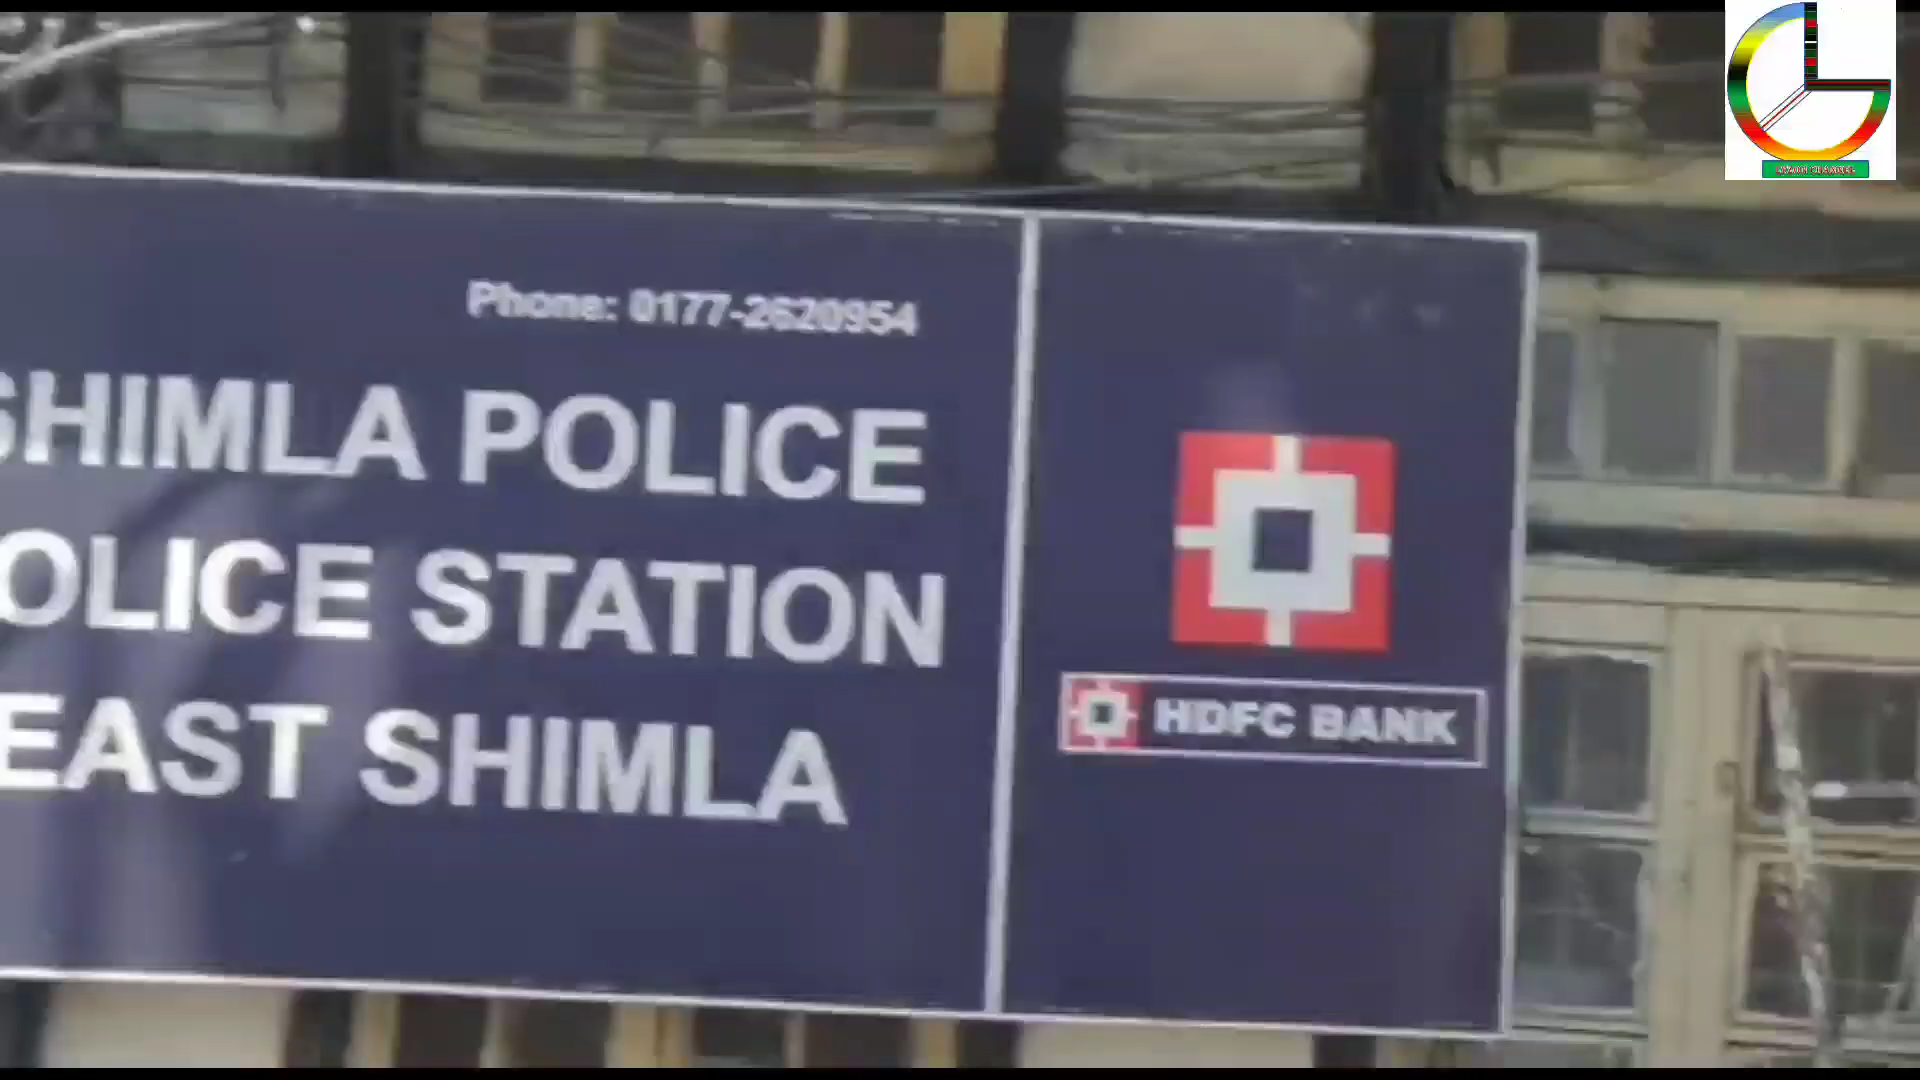 Phone: 0177-2620954
SHIMLA POLICE
OLICE STATION
EAST SHIMLA
HDFC BANK